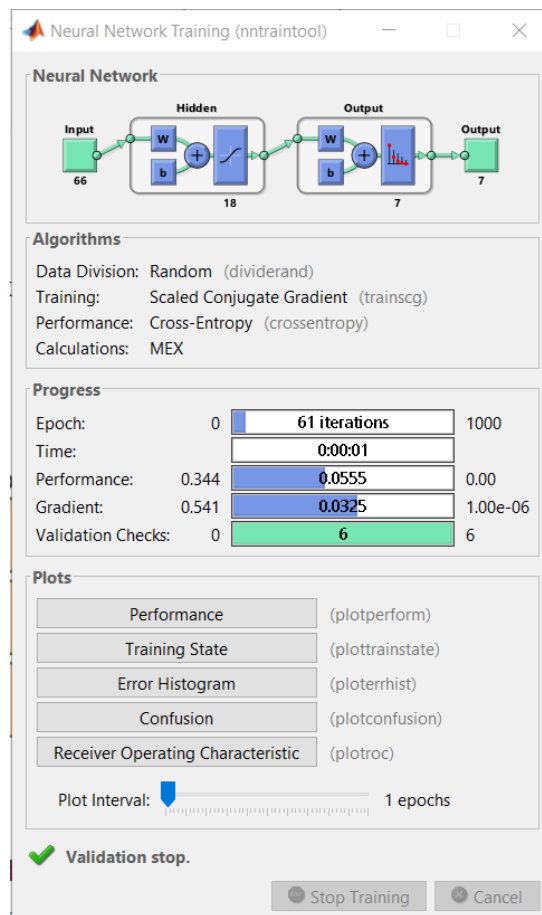 Neural Network Training (nntraintool)
Neural Network
Hidden
Output
Input
Output
W
W
b
b
66
18
7
7
Algorithms
Data Division: Random (dividerand)
Training: Scaled Conjugate Gradient (trainscg)
Performance: Cross-Entropy (crossentropy)
Calculations: MEX
Progress
Epoch: 0 61 iterations 1000
Time: 0:00:01
Performance: 0.344 0.0555 0.00
Gradient: 0.541 0.0325 1.00e-06
Validation Checks: 0 6 6
Plots
Performance (plotperform)
Training State (plottrainstate)
Error Histogram (ploterrhist)
Confusion (plotconfusion)
Receiver Operating Characteristic (plotroc)
Plot Interval: 1 epochs
Validation stop.
Stop Training Cancel